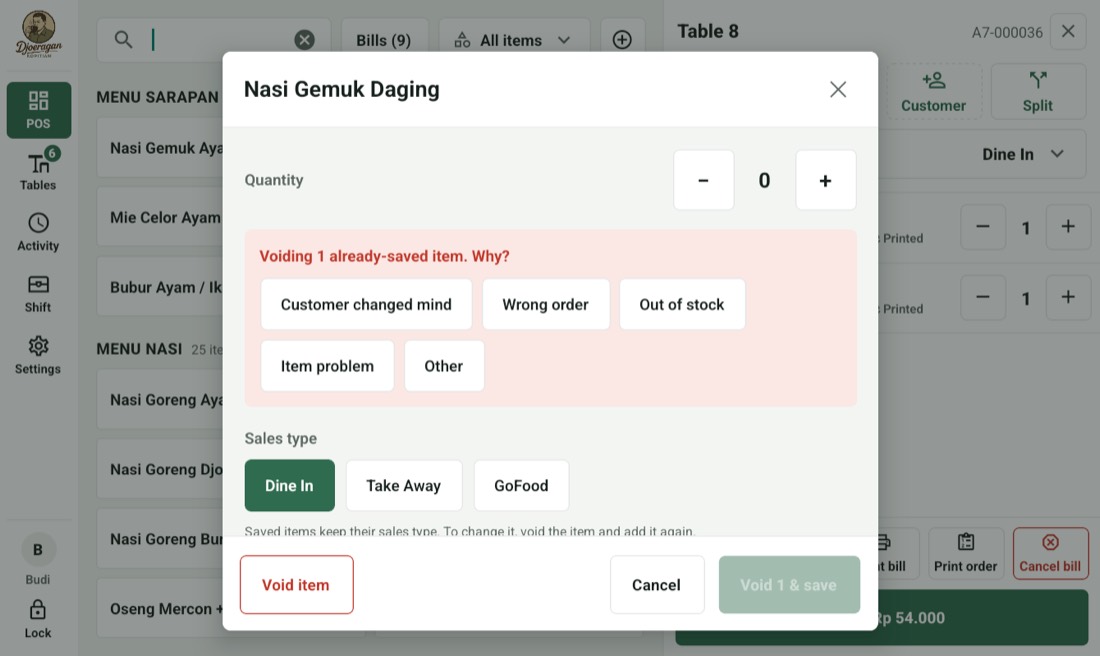 Djoeragan
POS
6
Tables
Activity
Shift
Settings
B
Budi
Lock
Bills (9)
All items
MENU SARAPAN
Nasi Gemuk Aya
Mie Celor Ayam
Bubur Ayam / Ik
MENU NASI 25 ite
Nasi Goreng Aya
Nasi Goreng Djo
Nasi Goreng Bur
Oseng Mercon +
Table 8
A7-000036
Customer
Split
Dine In
Printed
1
Printed
1
t bill
Print order
Cancel bill
Rp 54.000
Nasi Gemuk Daging
Quantity
0
Voiding 1 already-saved item. Why?
Customer changed mind
Wrong order
Out of stock
Item problem
Other
Sales type
Dine In
Take Away
GoFood
Saved items keep their sales type. To change it, void the item and add it again.
Void item
Cancel
Void 1 & save